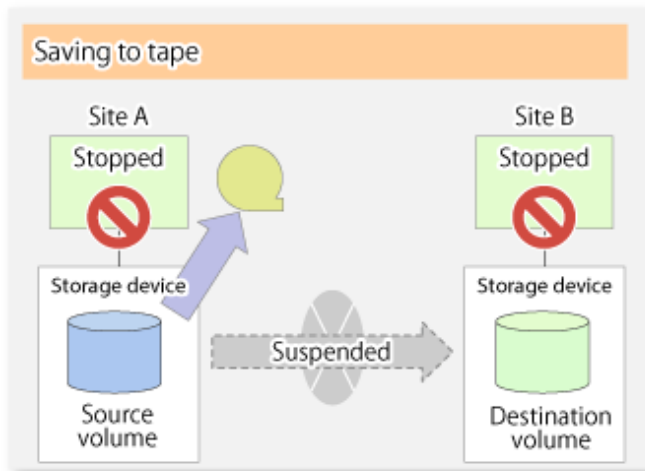 Saving to tape
Site A
Site B
Stopped
Stopped
Storage device
Storage device
Suspended
Source
volume
Destination
volume